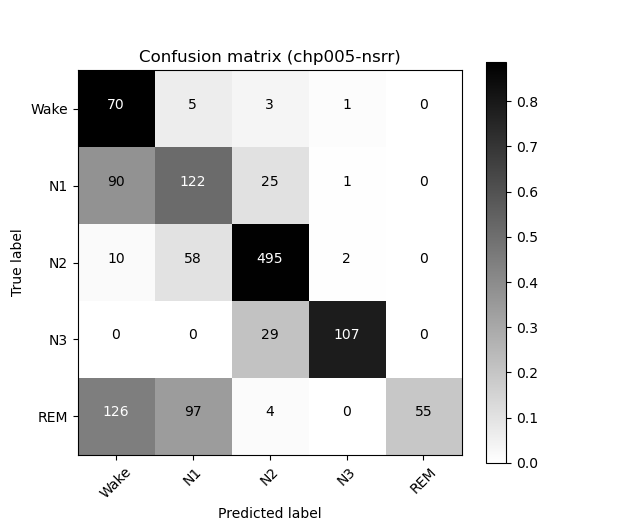 Confusion matrix (chp005-nsrr)
Wake 70 5 3 1 0
N1 90 122 25 1 0
N2 10 58 495 2 0
N3 0 0 29 107 0
REM 126 97 4 0 55
Wake N1 N2 N3 REM
Predicted label
True label
0.8
0.7
0.6
0.5
0.4
0.3
0.2
0.1
0.0